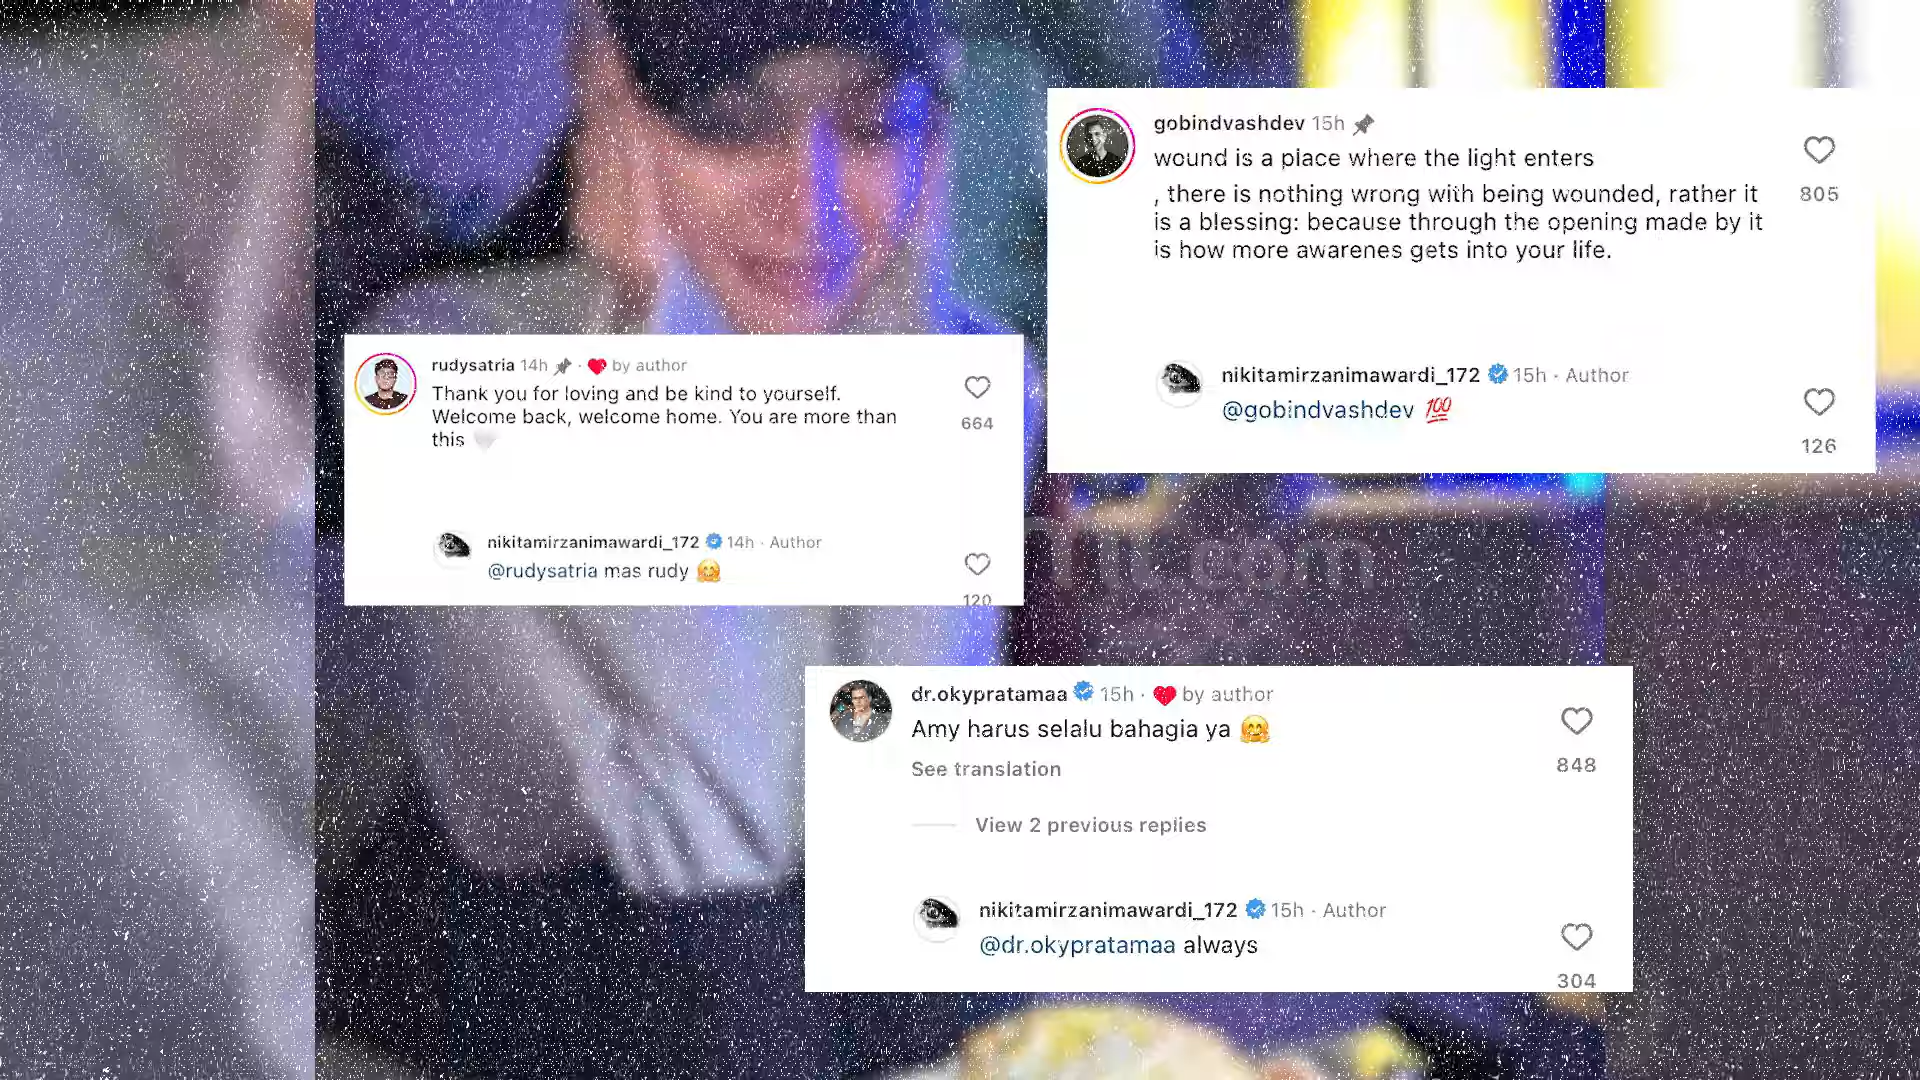 gobindvashdev 15h
wound is a place where the light enters
, there is nothing wrong with being wounded, rather it
is a blessing: because through the opening made by it
is how more awarenes gets into your life.
805
nikitamirzanimawardi_172 15h · Author
@gobindvashdev 💯
126
rudysatria 14h · ❤️ by author
Thank you for loving and be kind to yourself.
Welcome back, welcome home. You are more than
this 🤍
664
nikitamirzanimawardi_172 14h · Author
@rudysatria mas rudy 🤗
120
dr.okypratamaa 15h · ❤️ by author
Amy harus selalu bahagia ya 🤗
See translation
848
View 2 previous replies
nikitamirzanimawardi_172 15h · Author
@dr.okypratamaa always
304